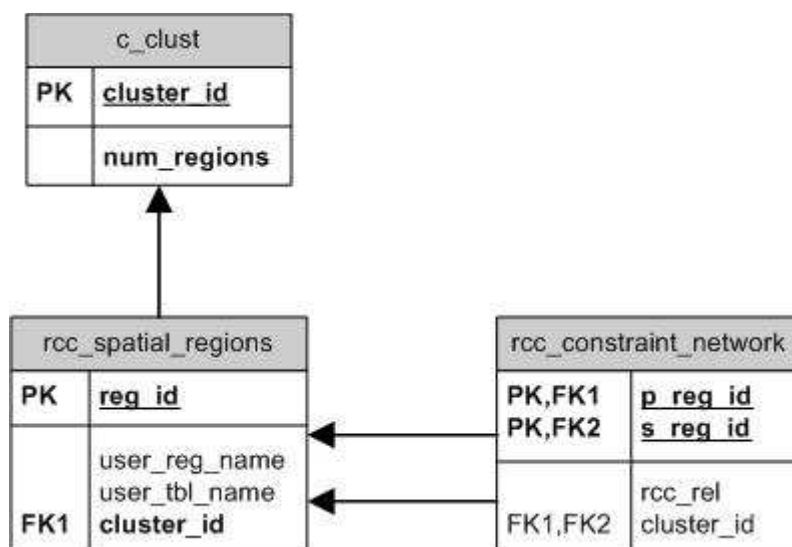 c_clust
PK cluster_id
num_regions
rcc_spatial_regions
PK reg_id
user_reg_name
user_tbl_name
FK1 cluster_id
rcc_constraint_network
PK,FK1 p_reg_id
PK,FK2 s_reg_id
rcc_rel
FK1,FK2 cluster_id